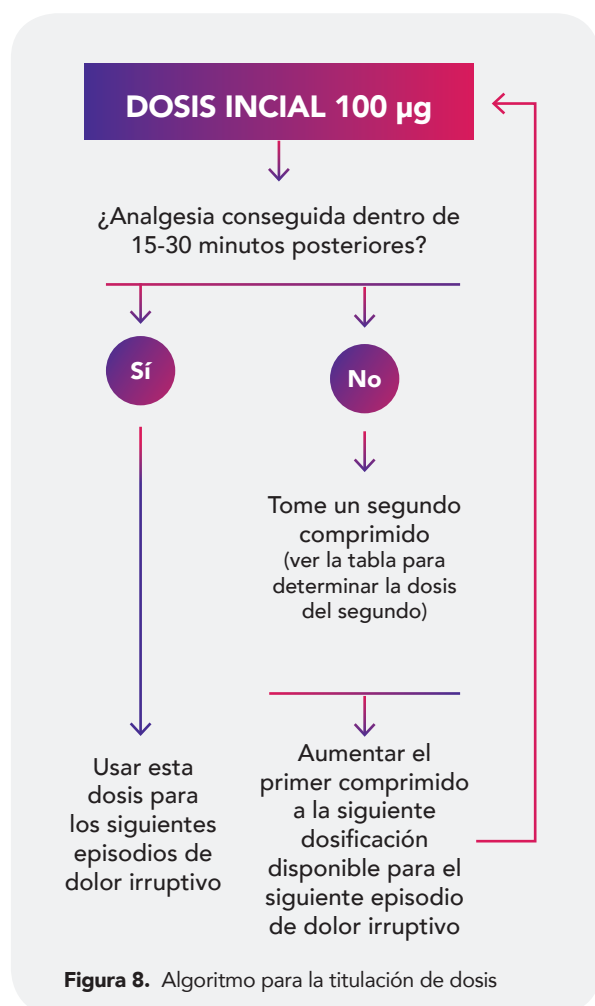 DOSIS INCIAL 100 µg
¿Analgesia conseguida dentro de
15-30 minutos posteriores?
Sí
No
Tome un segundo
comprimido
(ver la tabla para
determinar la dosis
del segundo)
Usar esta
dosis para
los siguientes
episodios de
dolor irruptivo
Aumentar el
primer comprimido
a la siguiente
dosificación
disponible para el
siguiente episodio
de dolor irruptivo
Figura 8. Algoritmo para la titulación de dosis